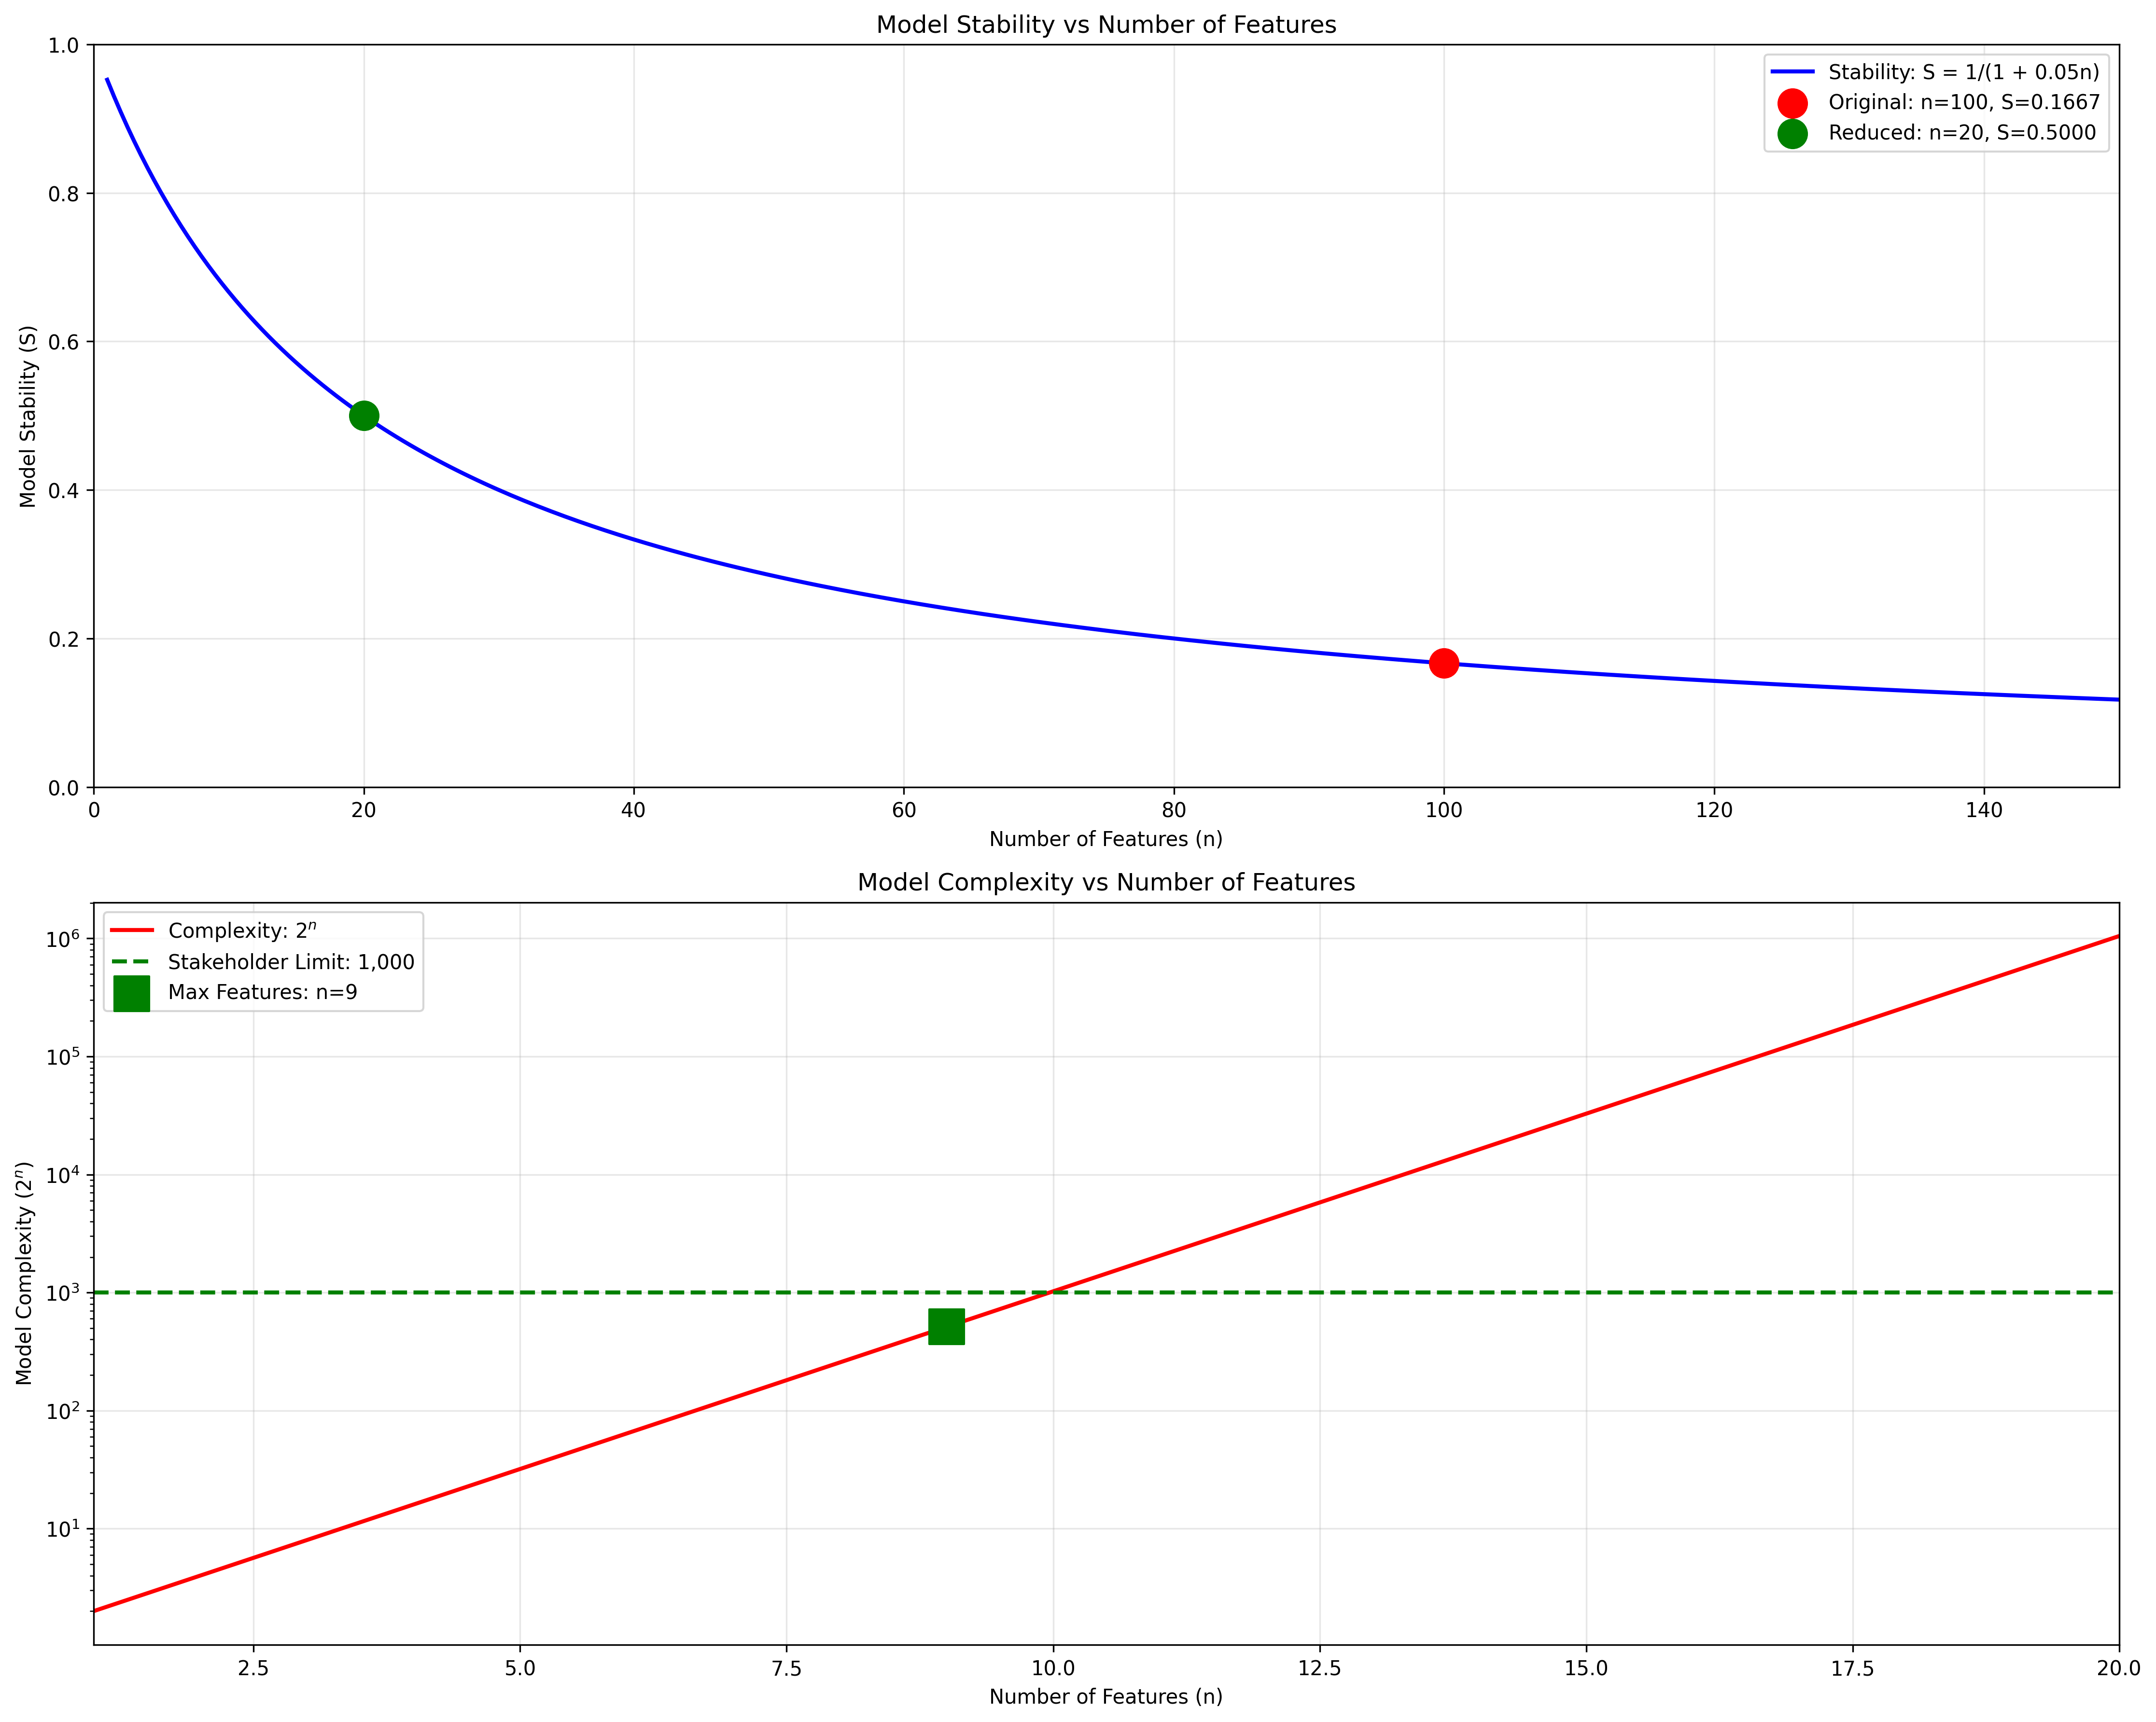 Model Stability vs Number of Features
1.0
0.8
0.6
0.4
0.2
0.0
Model Stability (S)
Stability: S = 1/(1 + 0.05n)
Original: n=100, S=0.1667
Reduced: n=20, S=0.5000
0 20 40 60 80 100 120 140
Number of Features (n)
Model Complexity vs Number of Features
10⁶
10⁵
10⁴
10³
10²
10¹
Model Complexity (2ⁿ)
Complexity: 2ⁿ
Stakeholder Limit: 1,000
Max Features: n=9
2.5 5.0 7.5 10.0 12.5 15.0 17.5 20.0
Number of Features (n)